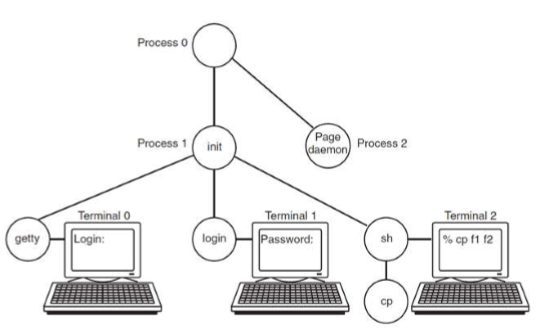 Process 0
Process 1
init
Page
daemon
Process 2
Terminal 0
Terminal 1
Terminal 2
getty
Login:
login
Password:
sh
% cp f1 f2
cp